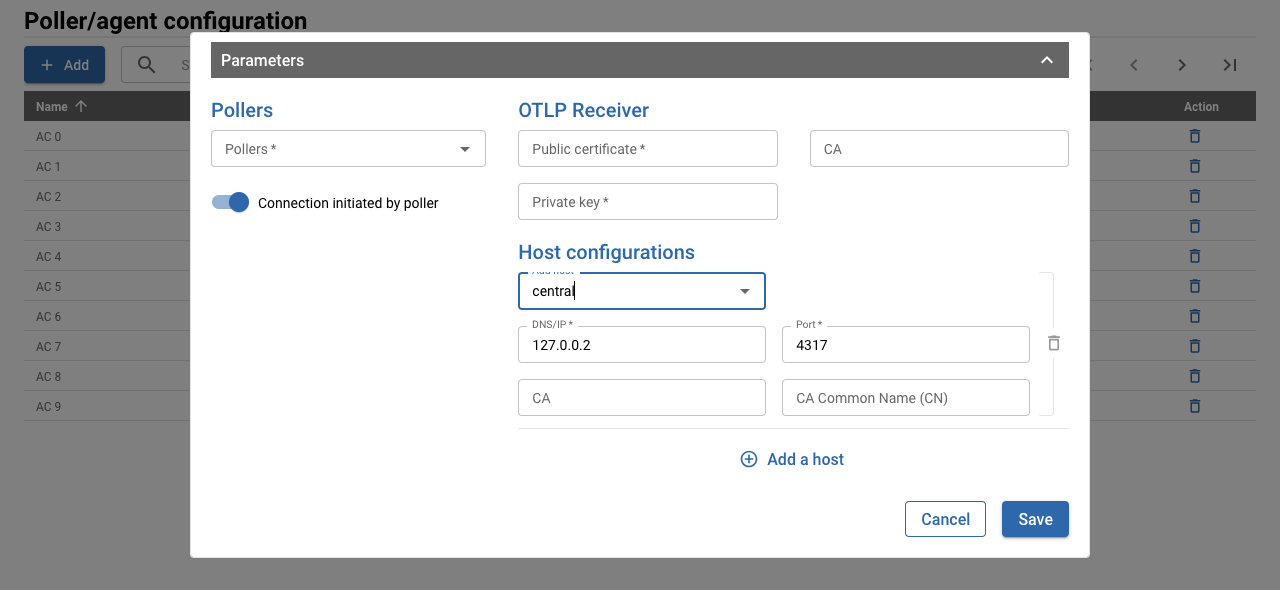 Poller/agent configuration
Add
S
Name
Action
AC 0
AC 1
AC 2
AC 3
AC 4
AC 5
AC 6
AC 7
AC 8
AC 9
Parameters
Pollers
Pollers *
Connection initiated by poller
OTLP Receiver
Public certificate *
CA
Private key *
Host configurations
Add host
central
DNS/IP *
127.0.0.2
Port *
4317
CA
CA Common Name (CN)
Add a host
Cancel
Save